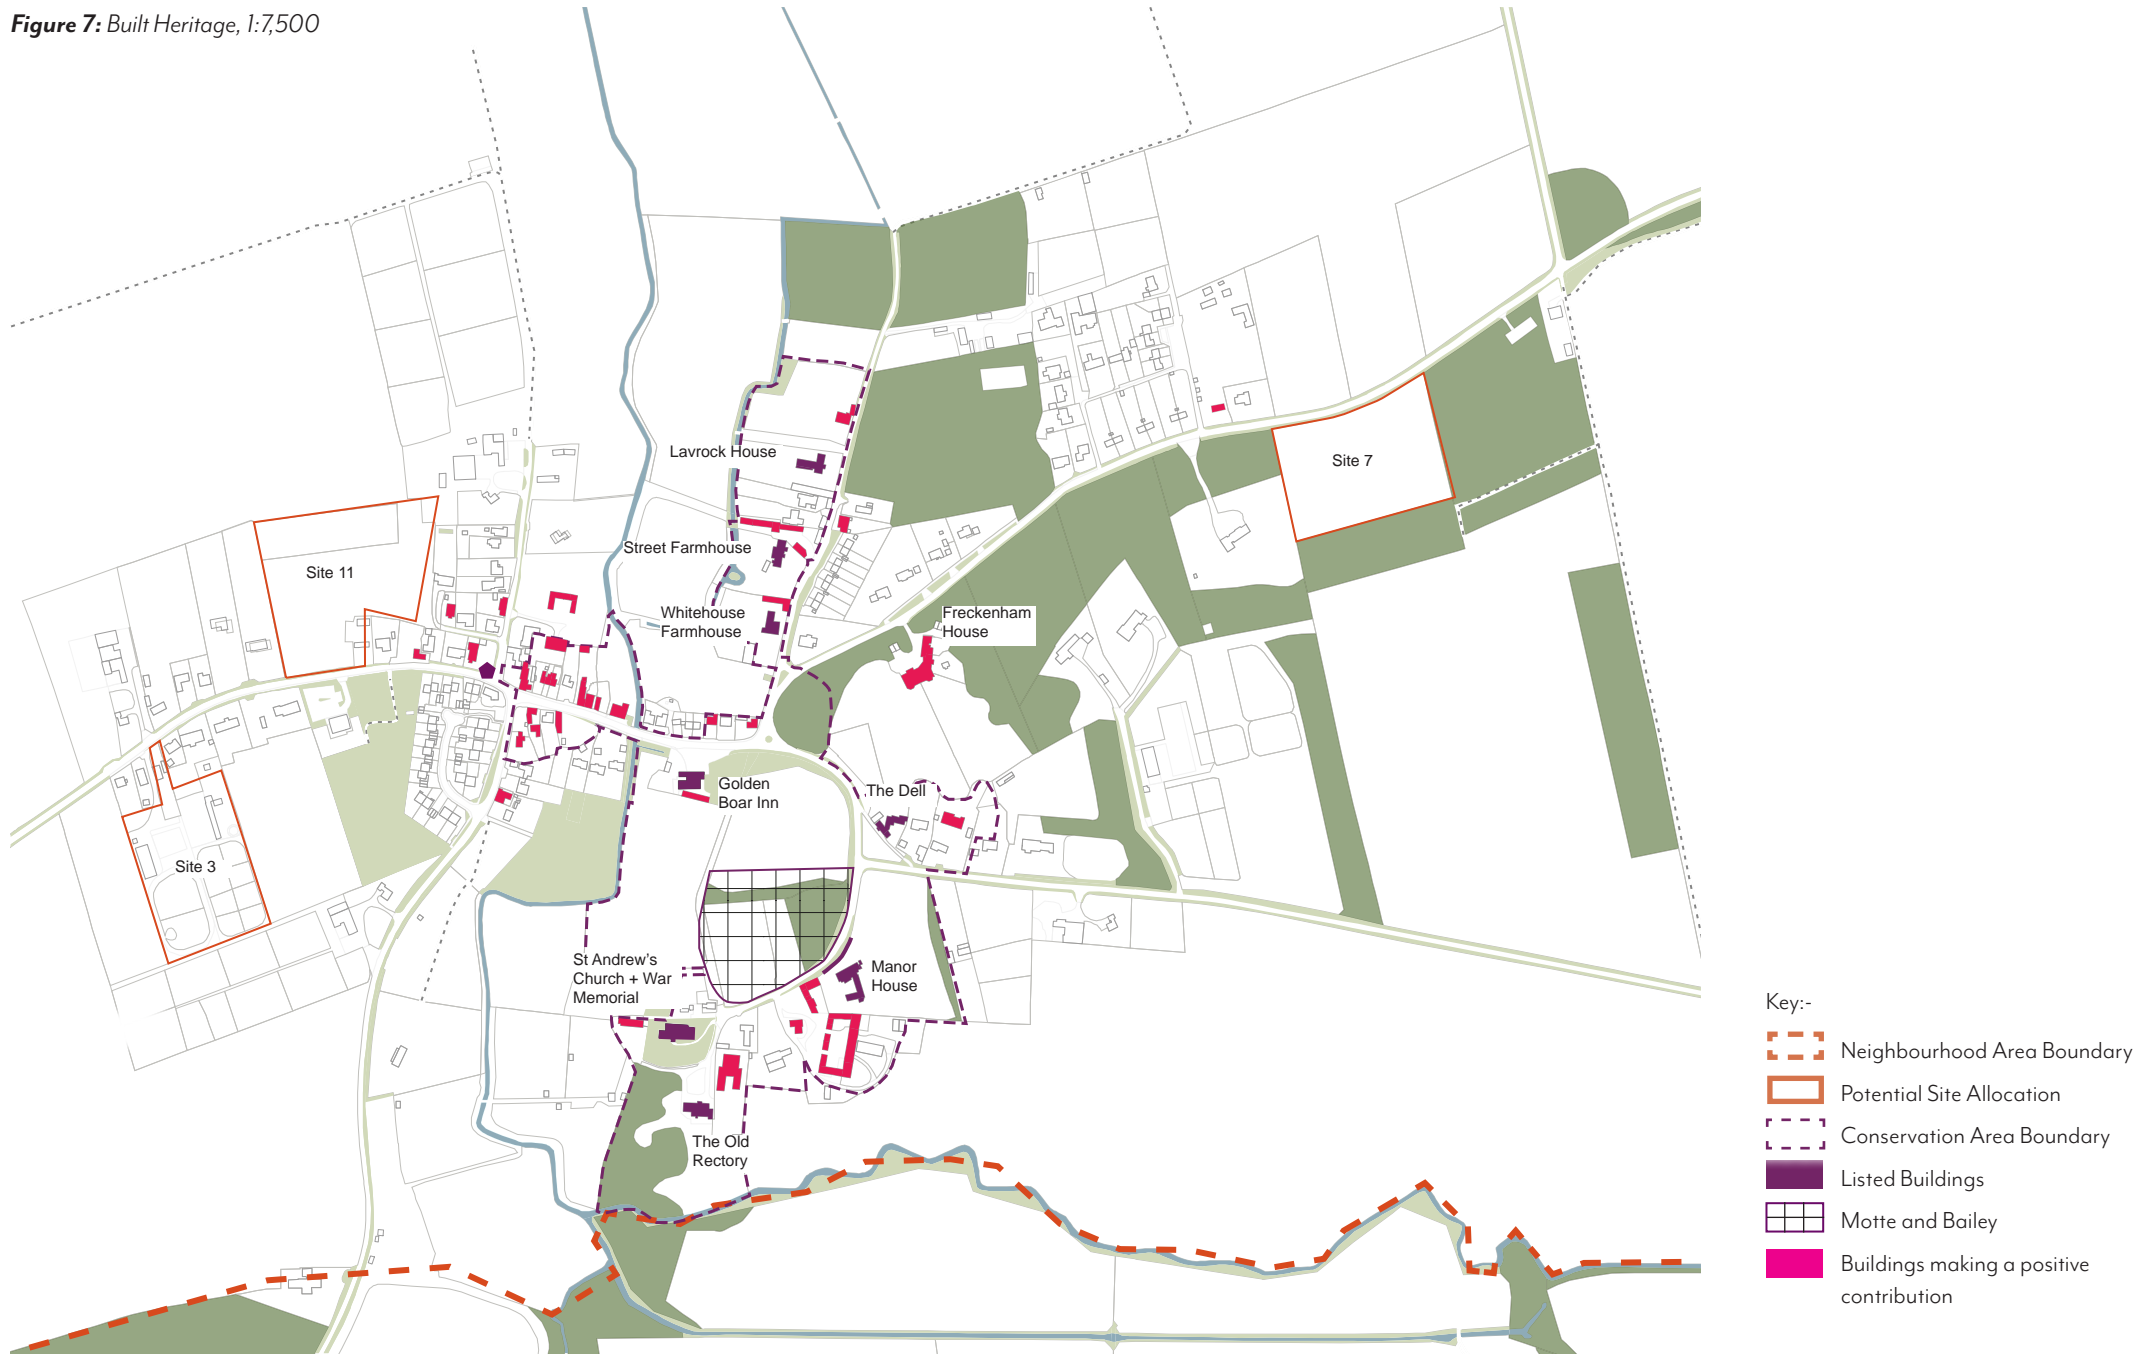 Figure 7: Built Heritage, 1:7,500
Lavrock House
Site 7
Street Farmhouse
Site 11
Whitehouse
Farmhouse
Freckenham
House
Golden
Boar Inn
The Dell
Site 3
St Andrew's
Church + War
Memorial
Manor
House
The Old
Rectory
Key:-
Neighbourhood Area Boundary
Potential Site Allocation
Conservation Area Boundary
Listed Buildings
Motte and Bailey
Buildings making a positive
contribution